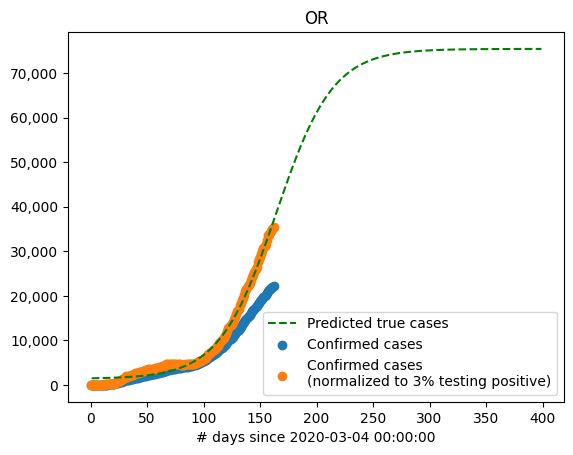 OR
70,000
60,000
50,000
40,000
30,000
20,000
10,000
0
Predicted true cases
Confirmed cases
Confirmed cases
(normalized to 3% testing positive)
0 50 100 150 200 250 300 350 400
# days since 2020-03-04 00:00:00